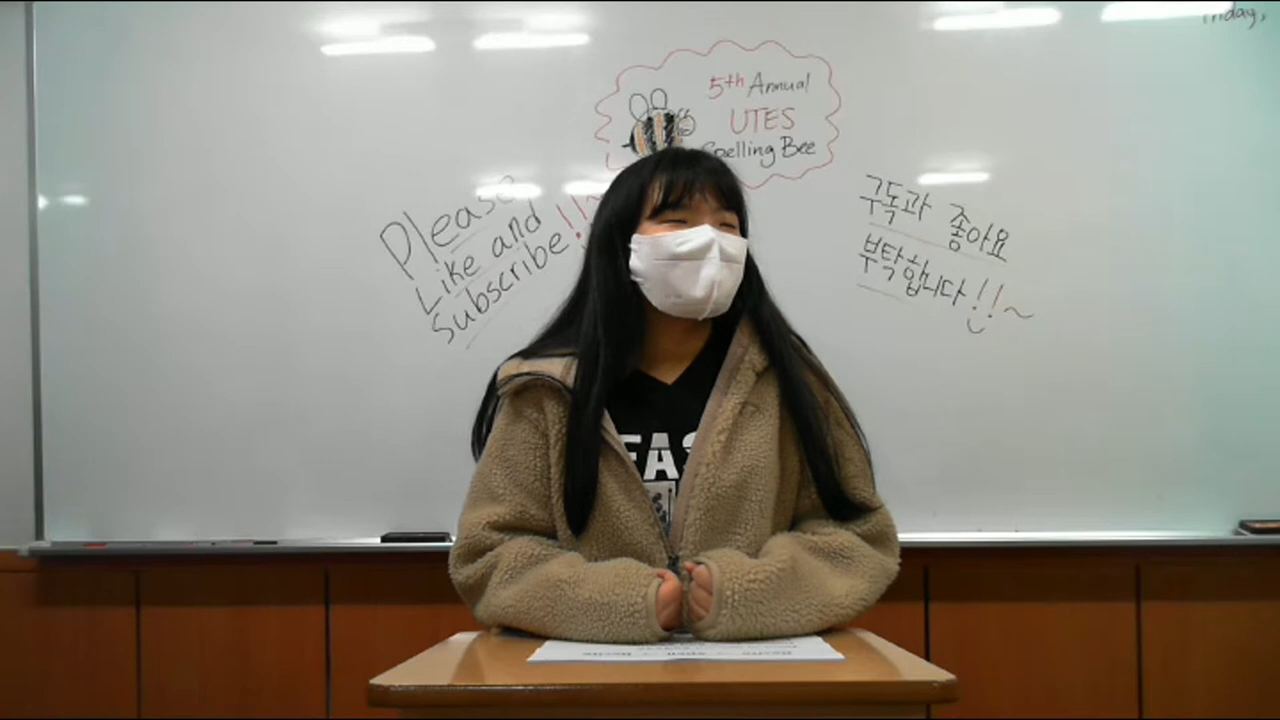 Friday,
5th Annual
UTES
Spelling Bee
Please
Like and
Subscribe!!~
구독과 좋아요
부탁합니다!!~